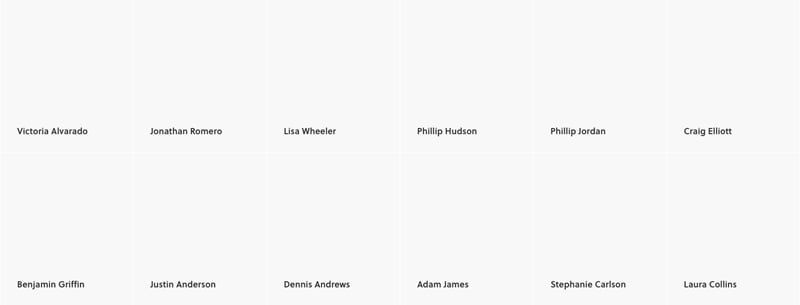 Victoria Alvarado
Jonathan Romero
Lisa Wheeler
Phillip Hudson
Phillip Jordan
Craig Elliott
Benjamin Griffin
Justin Anderson
Dennis Andrews
Adam James
Stephanie Carlson
Laura Collins